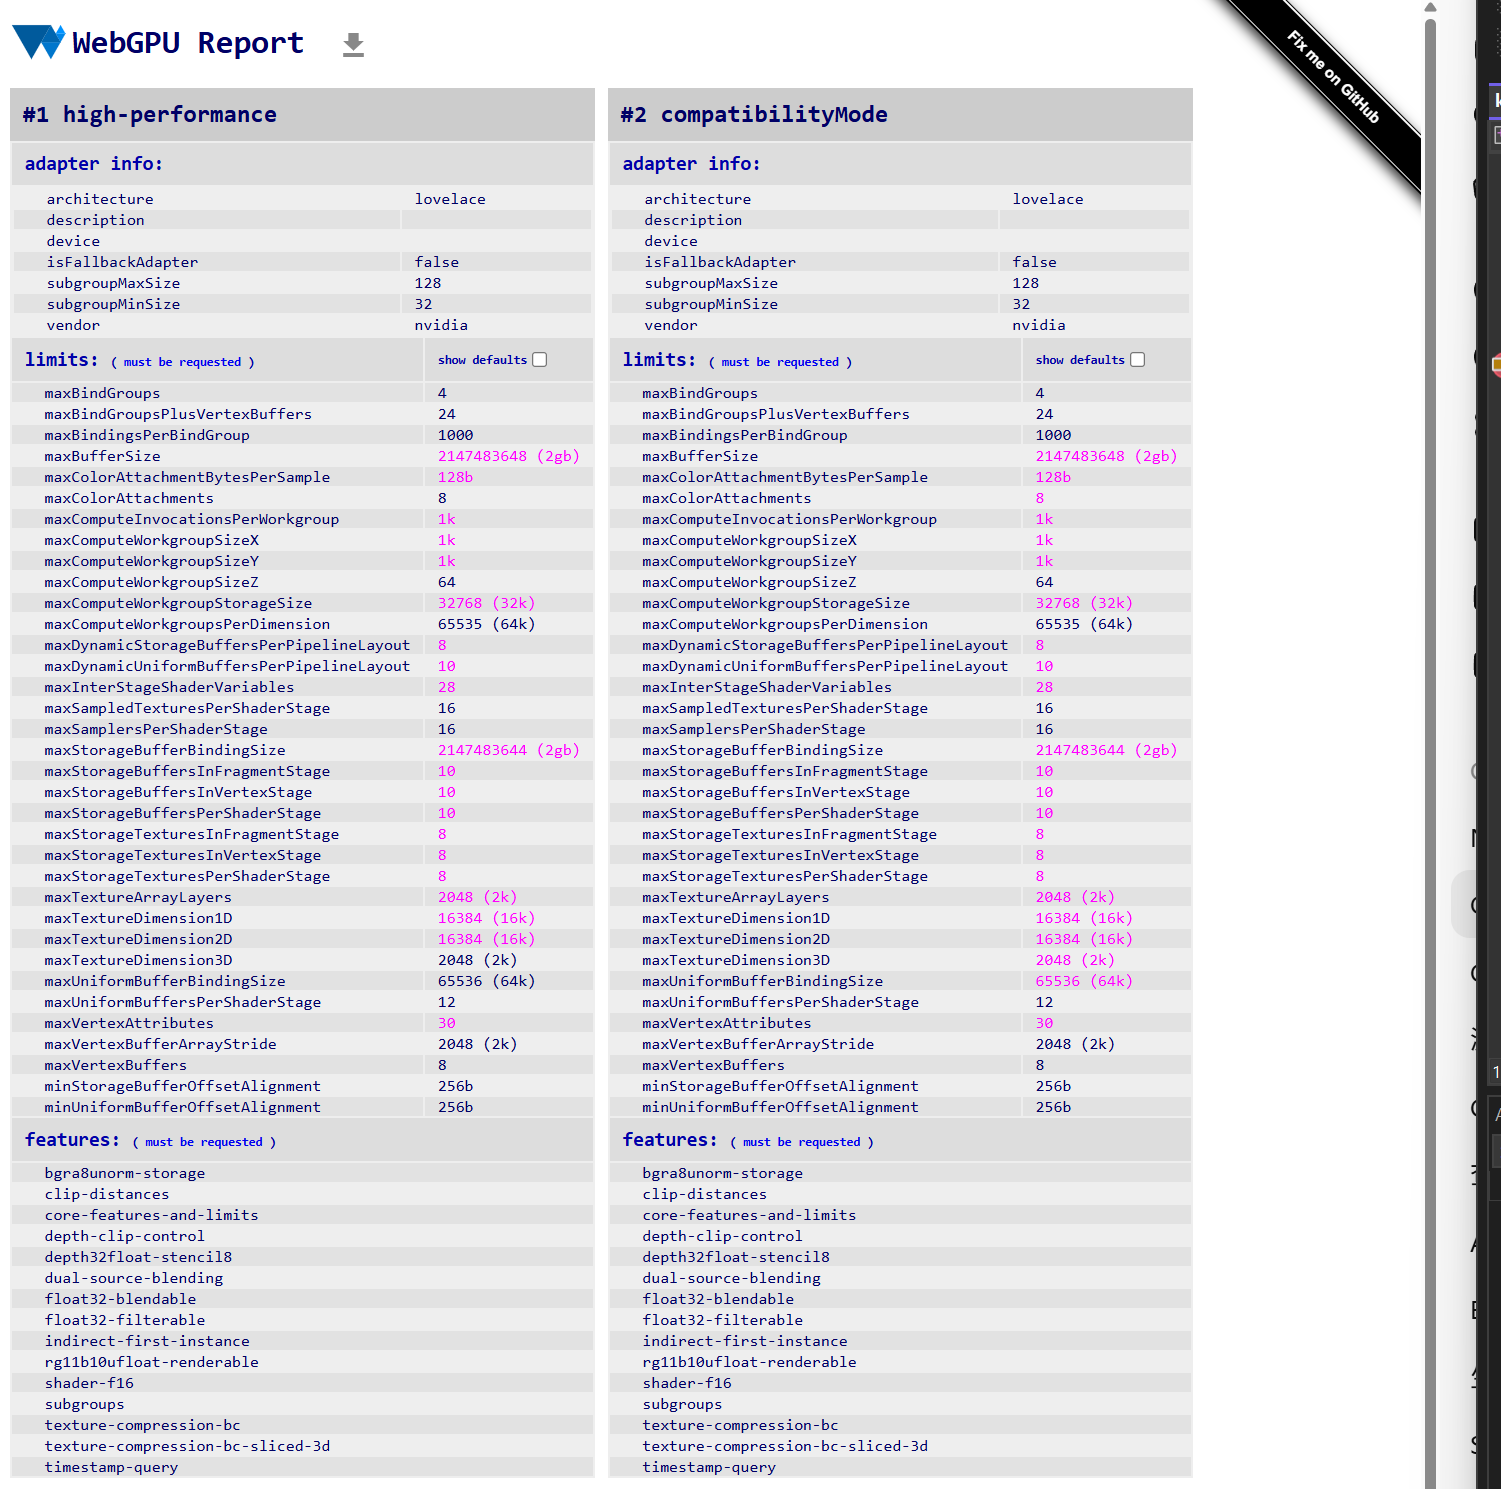 WebGPU Report
Fix me on GitHub
#1 high-performance
adapter info:
architecture lovelace
description
device
isFallbackAdapter false
subgroupMaxSize 128
subgroupMinSize 32
vendor nvidia
limits: ( must be requested ) show defaults
maxBindGroups 4
maxBindGroupsPlusVertexBuffers 24
maxBindingsPerBindGroup 1000
maxBufferSize 2147483648 (2gb)
maxColorAttachmentBytesPerSample 128b
maxColorAttachments 8
maxComputeInvocationsPerWorkgroup 1k
maxComputeWorkgroupSizeX 1k
maxComputeWorkgroupSizeY 1k
maxComputeWorkgroupSizeZ 64
maxComputeWorkgroupStorageSize 32768 (32k)
maxComputeWorkgroupsPerDimension 65535 (64k)
maxDynamicStorageBuffersPerPipelineLayout 8
maxDynamicUniformBuffersPerPipelineLayout 10
maxInterStageShaderVariables 28
maxSampledTexturesPerShaderStage 16
maxSamplersPerShaderStage 16
maxStorageBufferBindingSize 2147483644 (2gb)
maxStorageBuffersInFragmentStage 10
maxStorageBuffersInVertexStage 10
maxStorageBuffersPerShaderStage 10
maxStorageTexturesInFragmentStage 8
maxStorageTexturesInVertexStage 8
maxStorageTexturesPerShaderStage 8
maxTextureArrayLayers 2048 (2k)
maxTextureDimension1D 16384 (16k)
maxTextureDimension2D 16384 (16k)
maxTextureDimension3D 2048 (2k)
maxUniformBufferBindingSize 65536 (64k)
maxUniformBuffersPerShaderStage 12
maxVertexAttributes 30
maxVertexBufferArrayStride 2048 (2k)
maxVertexBuffers 8
minStorageBufferOffsetAlignment 256b
minUniformBufferOffsetAlignment 256b
features: ( must be requested )
bgra8unorm-storage
clip-distances
core-features-and-limits
depth-clip-control
depth32float-stencil8
dual-source-blending
float32-blendable
float32-filterable
indirect-first-instance
rg11b10ufloat-renderable
shader-f16
subgroups
texture-compression-bc
texture-compression-bc-sliced-3d
timestamp-query
#2 compatibilityMode
adapter info:
architecture lovelace
description
device
isFallbackAdapter false
subgroupMaxSize 128
subgroupMinSize 32
vendor nvidia
limits: ( must be requested ) show defaults
maxBindGroups 4
maxBindGroupsPlusVertexBuffers 24
maxBindingsPerBindGroup 1000
maxBufferSize 2147483648 (2gb)
maxColorAttachmentBytesPerSample 128b
maxColorAttachments 8
maxComputeInvocationsPerWorkgroup 1k
maxComputeWorkgroupSizeX 1k
maxComputeWorkgroupSizeY 1k
maxComputeWorkgroupSizeZ 64
maxComputeWorkgroupStorageSize 32768 (32k)
maxComputeWorkgroupsPerDimension 65535 (64k)
maxDynamicStorageBuffersPerPipelineLayout 8
maxDynamicUniformBuffersPerPipelineLayout 10
maxInterStageShaderVariables 28
maxSampledTexturesPerShaderStage 16
maxSamplersPerShaderStage 16
maxStorageBufferBindingSize 2147483644 (2gb)
maxStorageBuffersInFragmentStage 10
maxStorageBuffersInVertexStage 10
maxStorageBuffersPerShaderStage 10
maxStorageTexturesInFragmentStage 8
maxStorageTexturesInVertexStage 8
maxStorageTexturesPerShaderStage 8
maxTextureArrayLayers 2048 (2k)
maxTextureDimension1D 16384 (16k)
maxTextureDimension2D 16384 (16k)
maxTextureDimension3D 2048 (2k)
maxUniformBufferBindingSize 65536 (64k)
maxUniformBuffersPerShaderStage 12
maxVertexAttributes 30
maxVertexBufferArrayStride 2048 (2k)
maxVertexBuffers 8
minStorageBufferOffsetAlignment 256b
minUniformBufferOffsetAlignment 256b
features: ( must be requested )
bgra8unorm-storage
clip-distances
core-features-and-limits
depth-clip-control
depth32float-stencil8
dual-source-blending
float32-blendable
float32-filterable
indirect-first-instance
rg11b10ufloat-renderable
shader-f16
subgroups
texture-compression-bc
texture-compression-bc-sliced-3d
timestamp-query